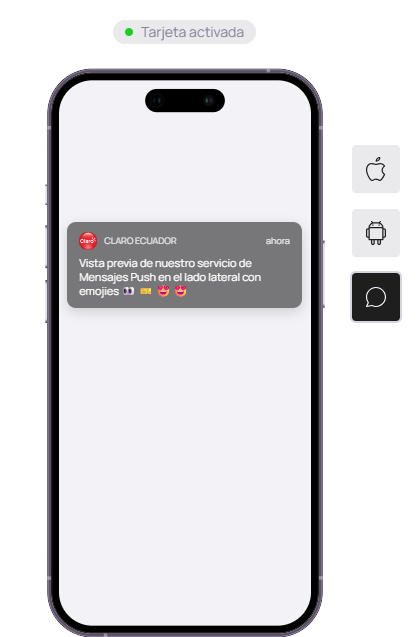 Tarjeta activada
Claro
CLARO ECUADOR ahora
Vista previa de nuestro servicio de
Mensajes Push en el lado lateral con
emojies 👀 🎫 😍 😍